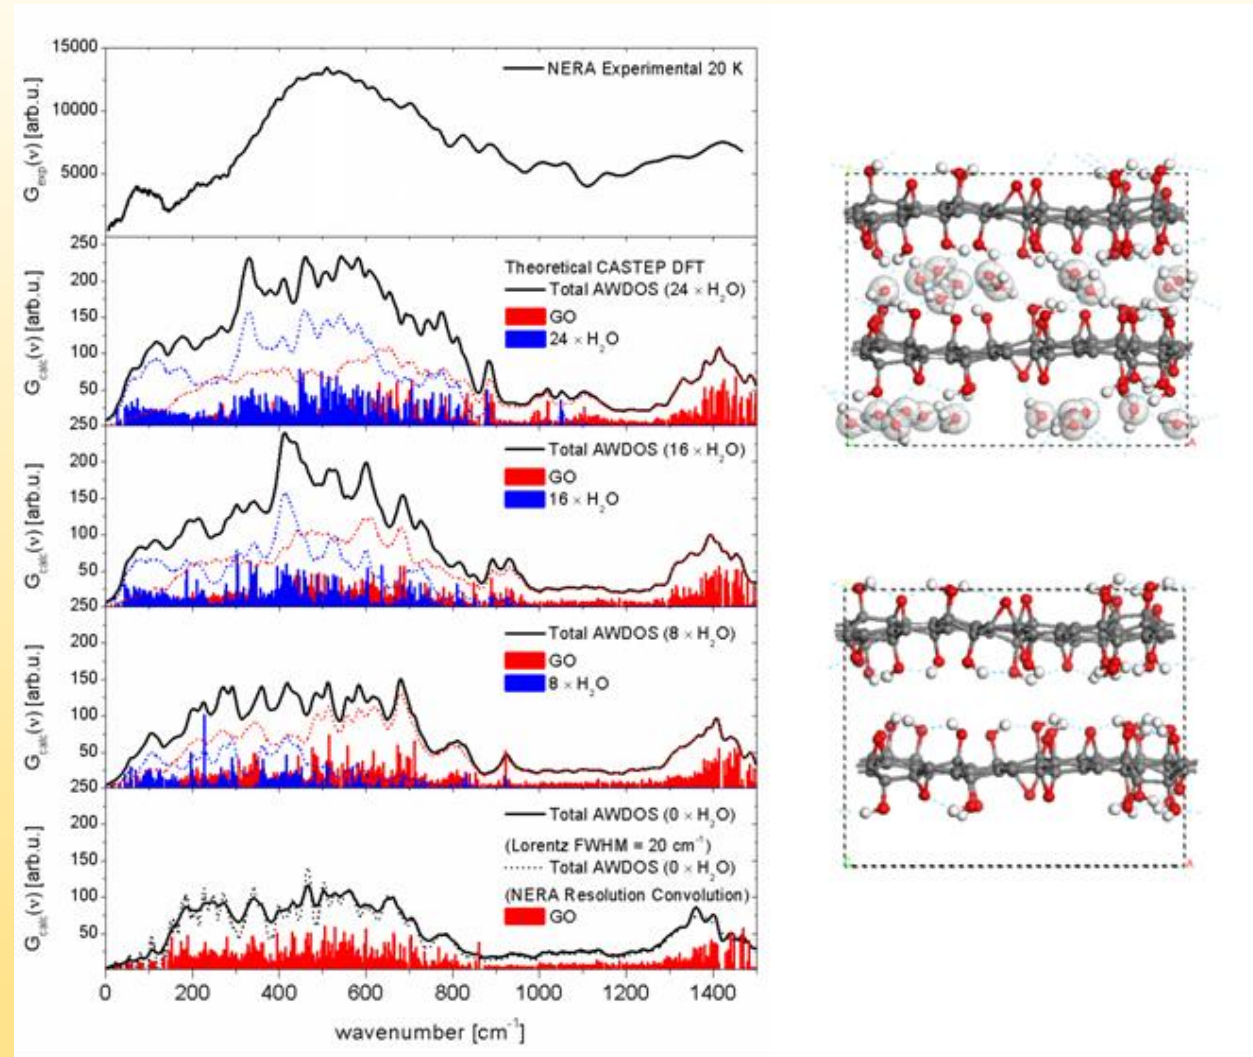 15000
NERA Experimental 20 K
10000
5000
G_exp(ν) [arb.u.]
250
Theoretical CASTEP DFT
200
Total AWDOS (24 × H₂O)
150
GO
100
24 × H₂O
50
G_calc(ν) [arb.u.]
250
Total AWDOS (16 × H₂O)
200
GO
150
16 × H₂O
100
50
G_calc(ν) [arb.u.]
250
Total AWDOS (8 × H₂O)
200
GO
150
8 × H₂O
100
50
G_calc(ν) [arb.u.]
250
Total AWDOS (0 × H₂O)
200
(Lorentz FWHM = 20 cm⁻¹)
150
Total AWDOS (0 × H₂O)
(NERA Resolution Convolution)
100
GO
50
G_calc(ν) [arb.u.]
0 200 400 600 800 1000 1200 1400
wavenumber [cm⁻¹]
A
A